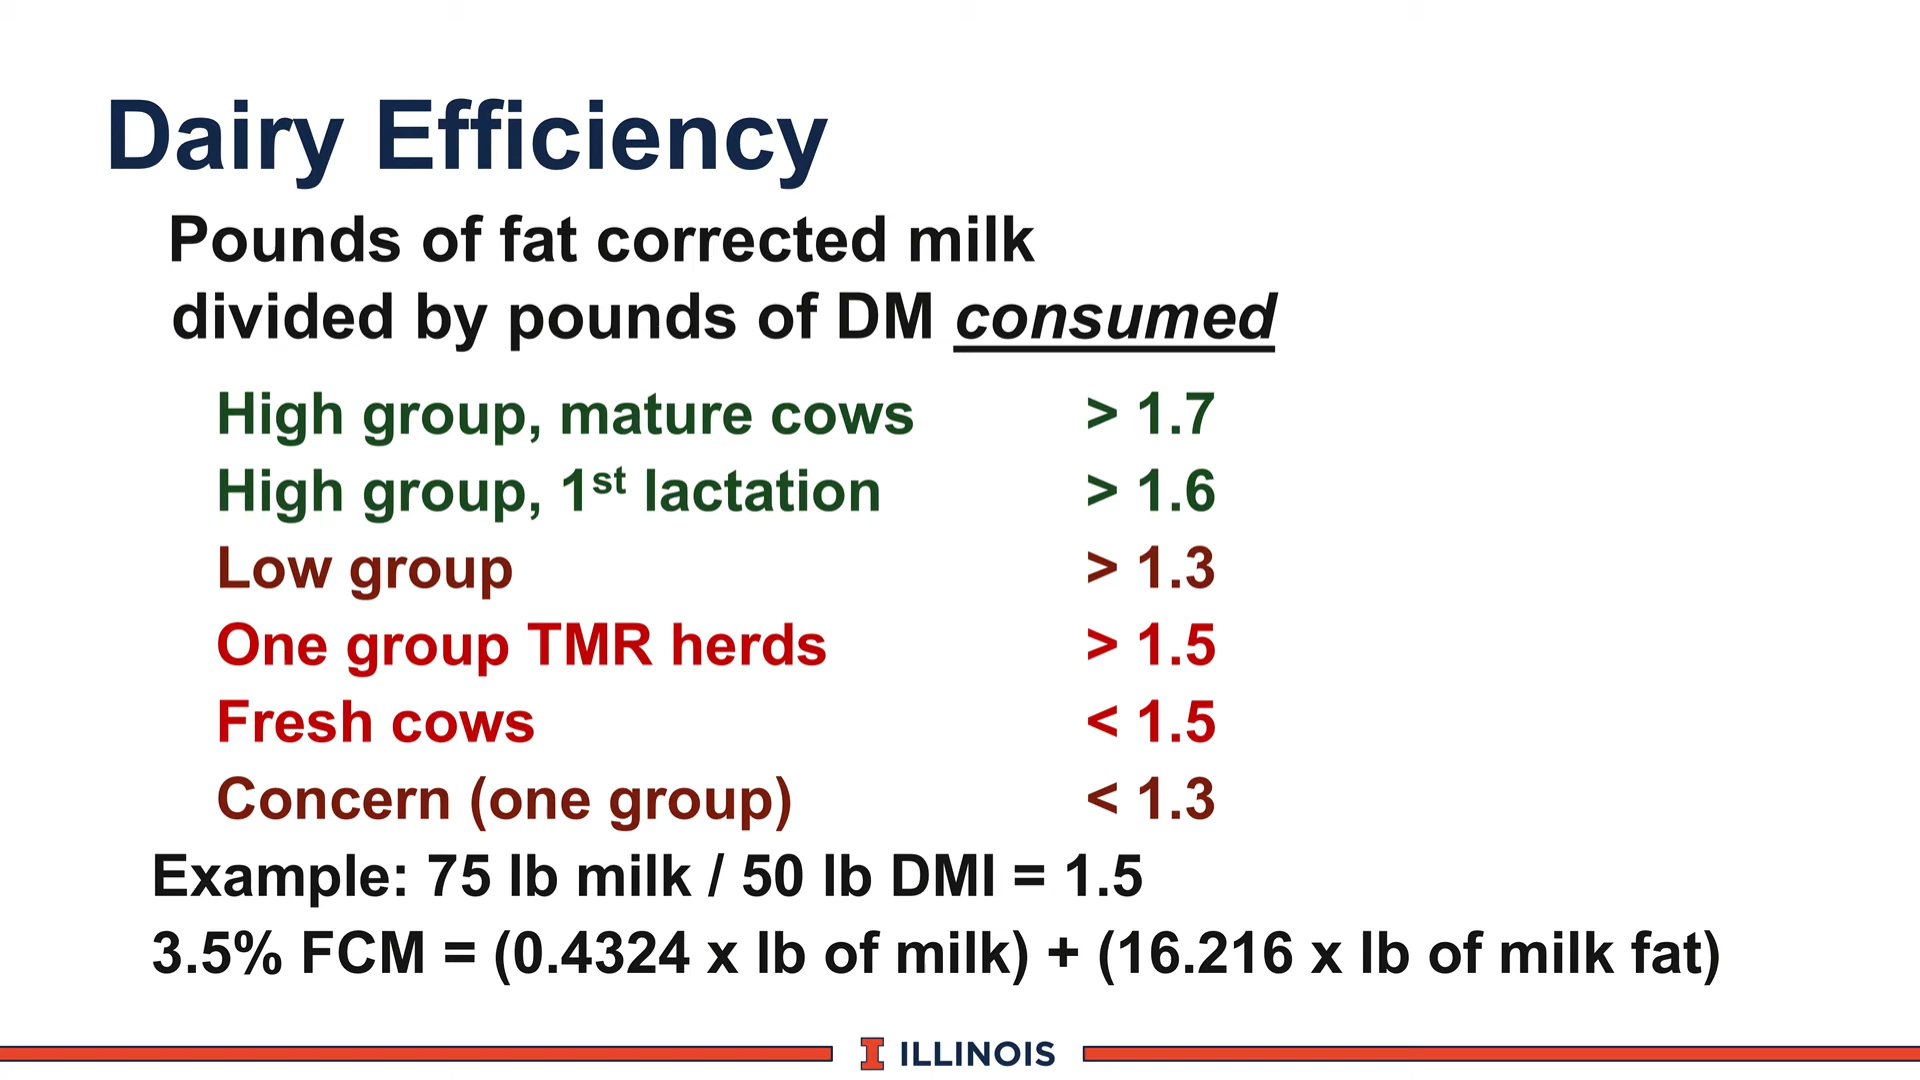 Dairy Efficiency
Pounds of fat corrected milk
divided by pounds of DM consumed
High group, mature cows > 1.7
High group, 1st lactation > 1.6
Low group > 1.3
One group TMR herds > 1.5
Fresh cows < 1.5
Concern (one group) < 1.3
Example: 75 lb milk / 50 lb DMI = 1.5
3.5% FCM = (0.4324 x lb of milk) + (16.216 x lb of milk fat)
I ILLINOIS